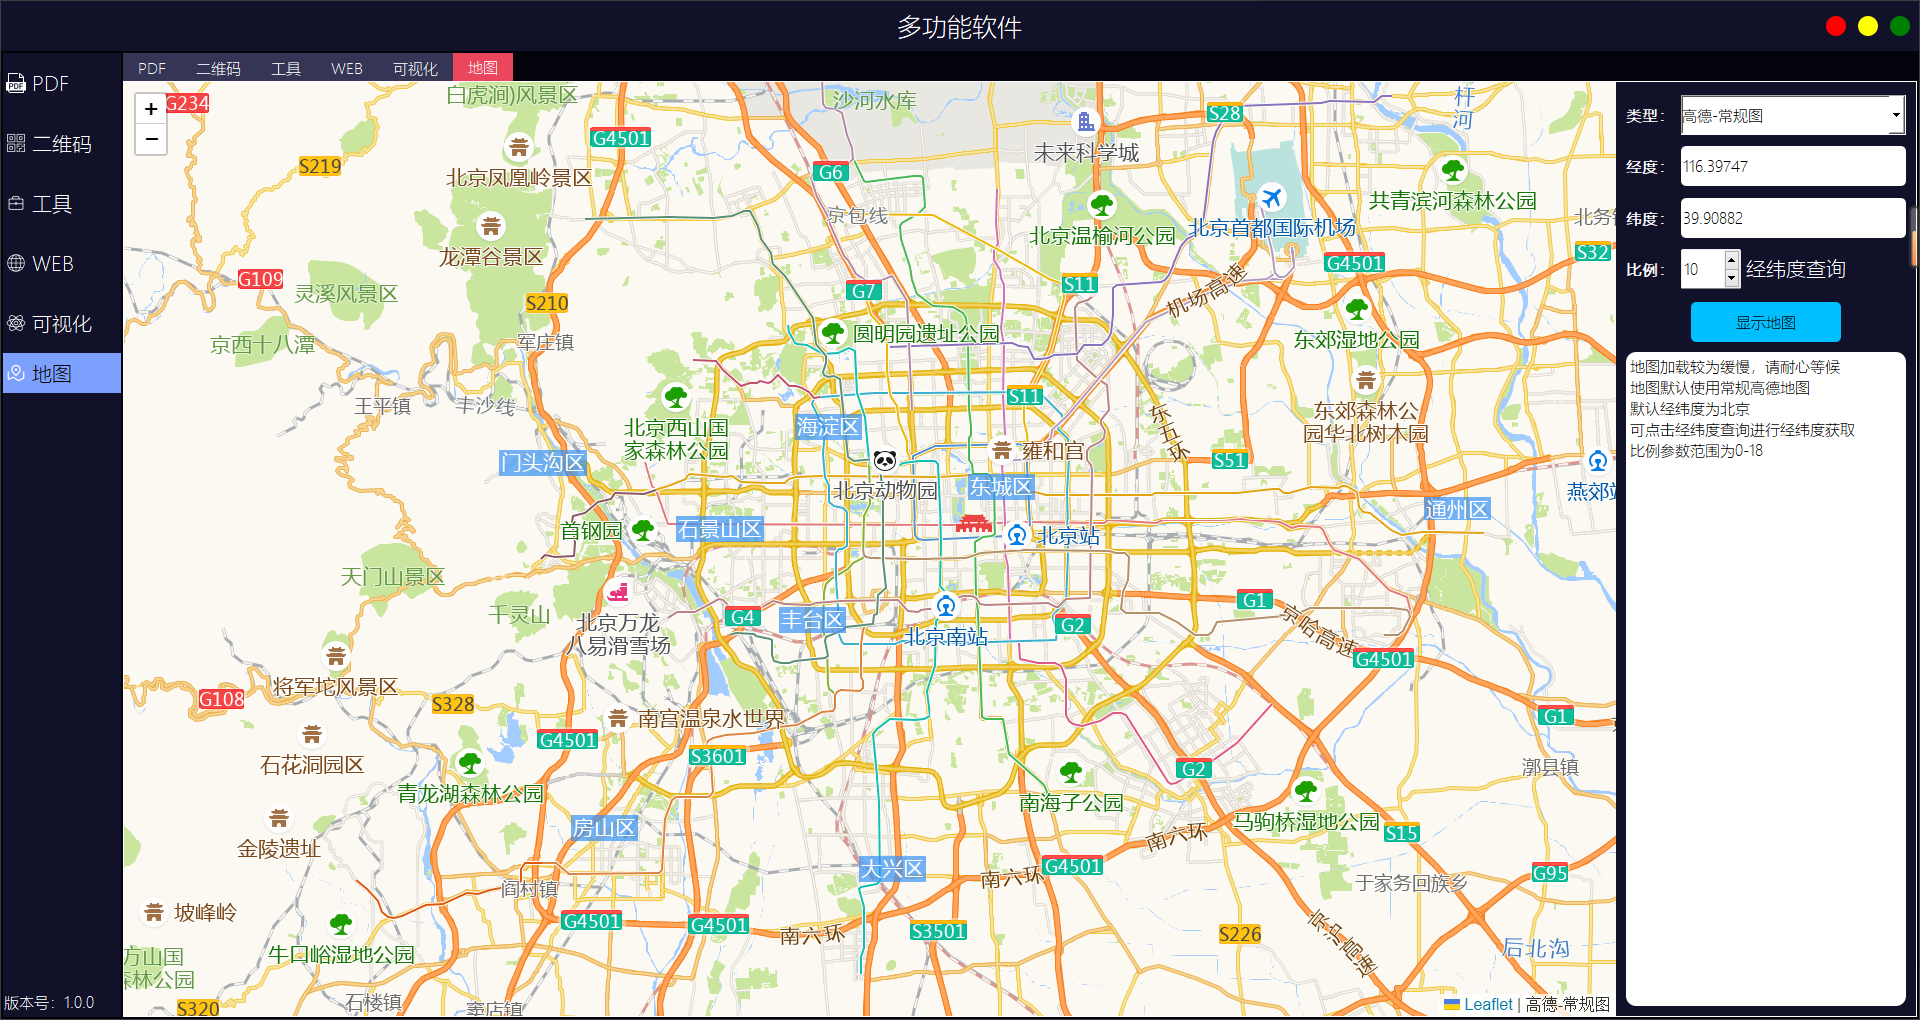 多功能软件
PDF
二维码
工具
WEB
可视化
地图
版本号：1.0.0
PDF
二维码
工具
WEB
可视化
地图
+
−
G234
白虎涧)风景区
沙河水库
杆河
S28
G4501
S219
北京凤凰岭景区
G6
未来科学城
共青滨河森林公园
京包线
北京首都国际机场
北务
龙潭谷景区
北京温榆河公园
S32
G4501
G109
灵溪风景区
S210
G7
S11
机场高速
京西十八潭
军庄镇
圆明园遗址公园
东郊湿地公园
王平镇
丰沙线
S11
东五环
东郊森林公
园华北树木园
海淀区
北京西山国
家森林公园
门头沟区
雍和宫
S51
北京动物园
东城区
燕郊站
通州区
首钢园
石景山区
北京站
天门山景区
千灵山
北京万龙
八易滑雪场
G4
丰台区
北京南站
G2
G1
京哈高速
G4501
将军坨风景区
G108
S328
南宫温泉水世界
G1
G4501
S3601
石花洞园区
G2
漷县镇
青龙湖森林公园
南海子公园
马驹桥湿地公园
S15
房山区
南六环
金陵遗址
大兴区
南六环
G4501
G95
阎村镇
于家务回族乡
坡峰岭
G4501
G4501
南六环
S3501
S226
京沪高速
后北沟
牛口峪湿地公园
方山国
森林公园
石楼镇
窦店镇
S320
Leaflet | 高德-常规图
类型：
高德-常规图
经度：
116.39747
纬度：
39.90882
比例：
10
经纬度查询
显示地图
地图加载较为缓慢，请耐心等候
地图默认使用常规高德地图
默认经纬度为北京
可点击经纬度查询进行经纬度获取
比例参数范围为0-18